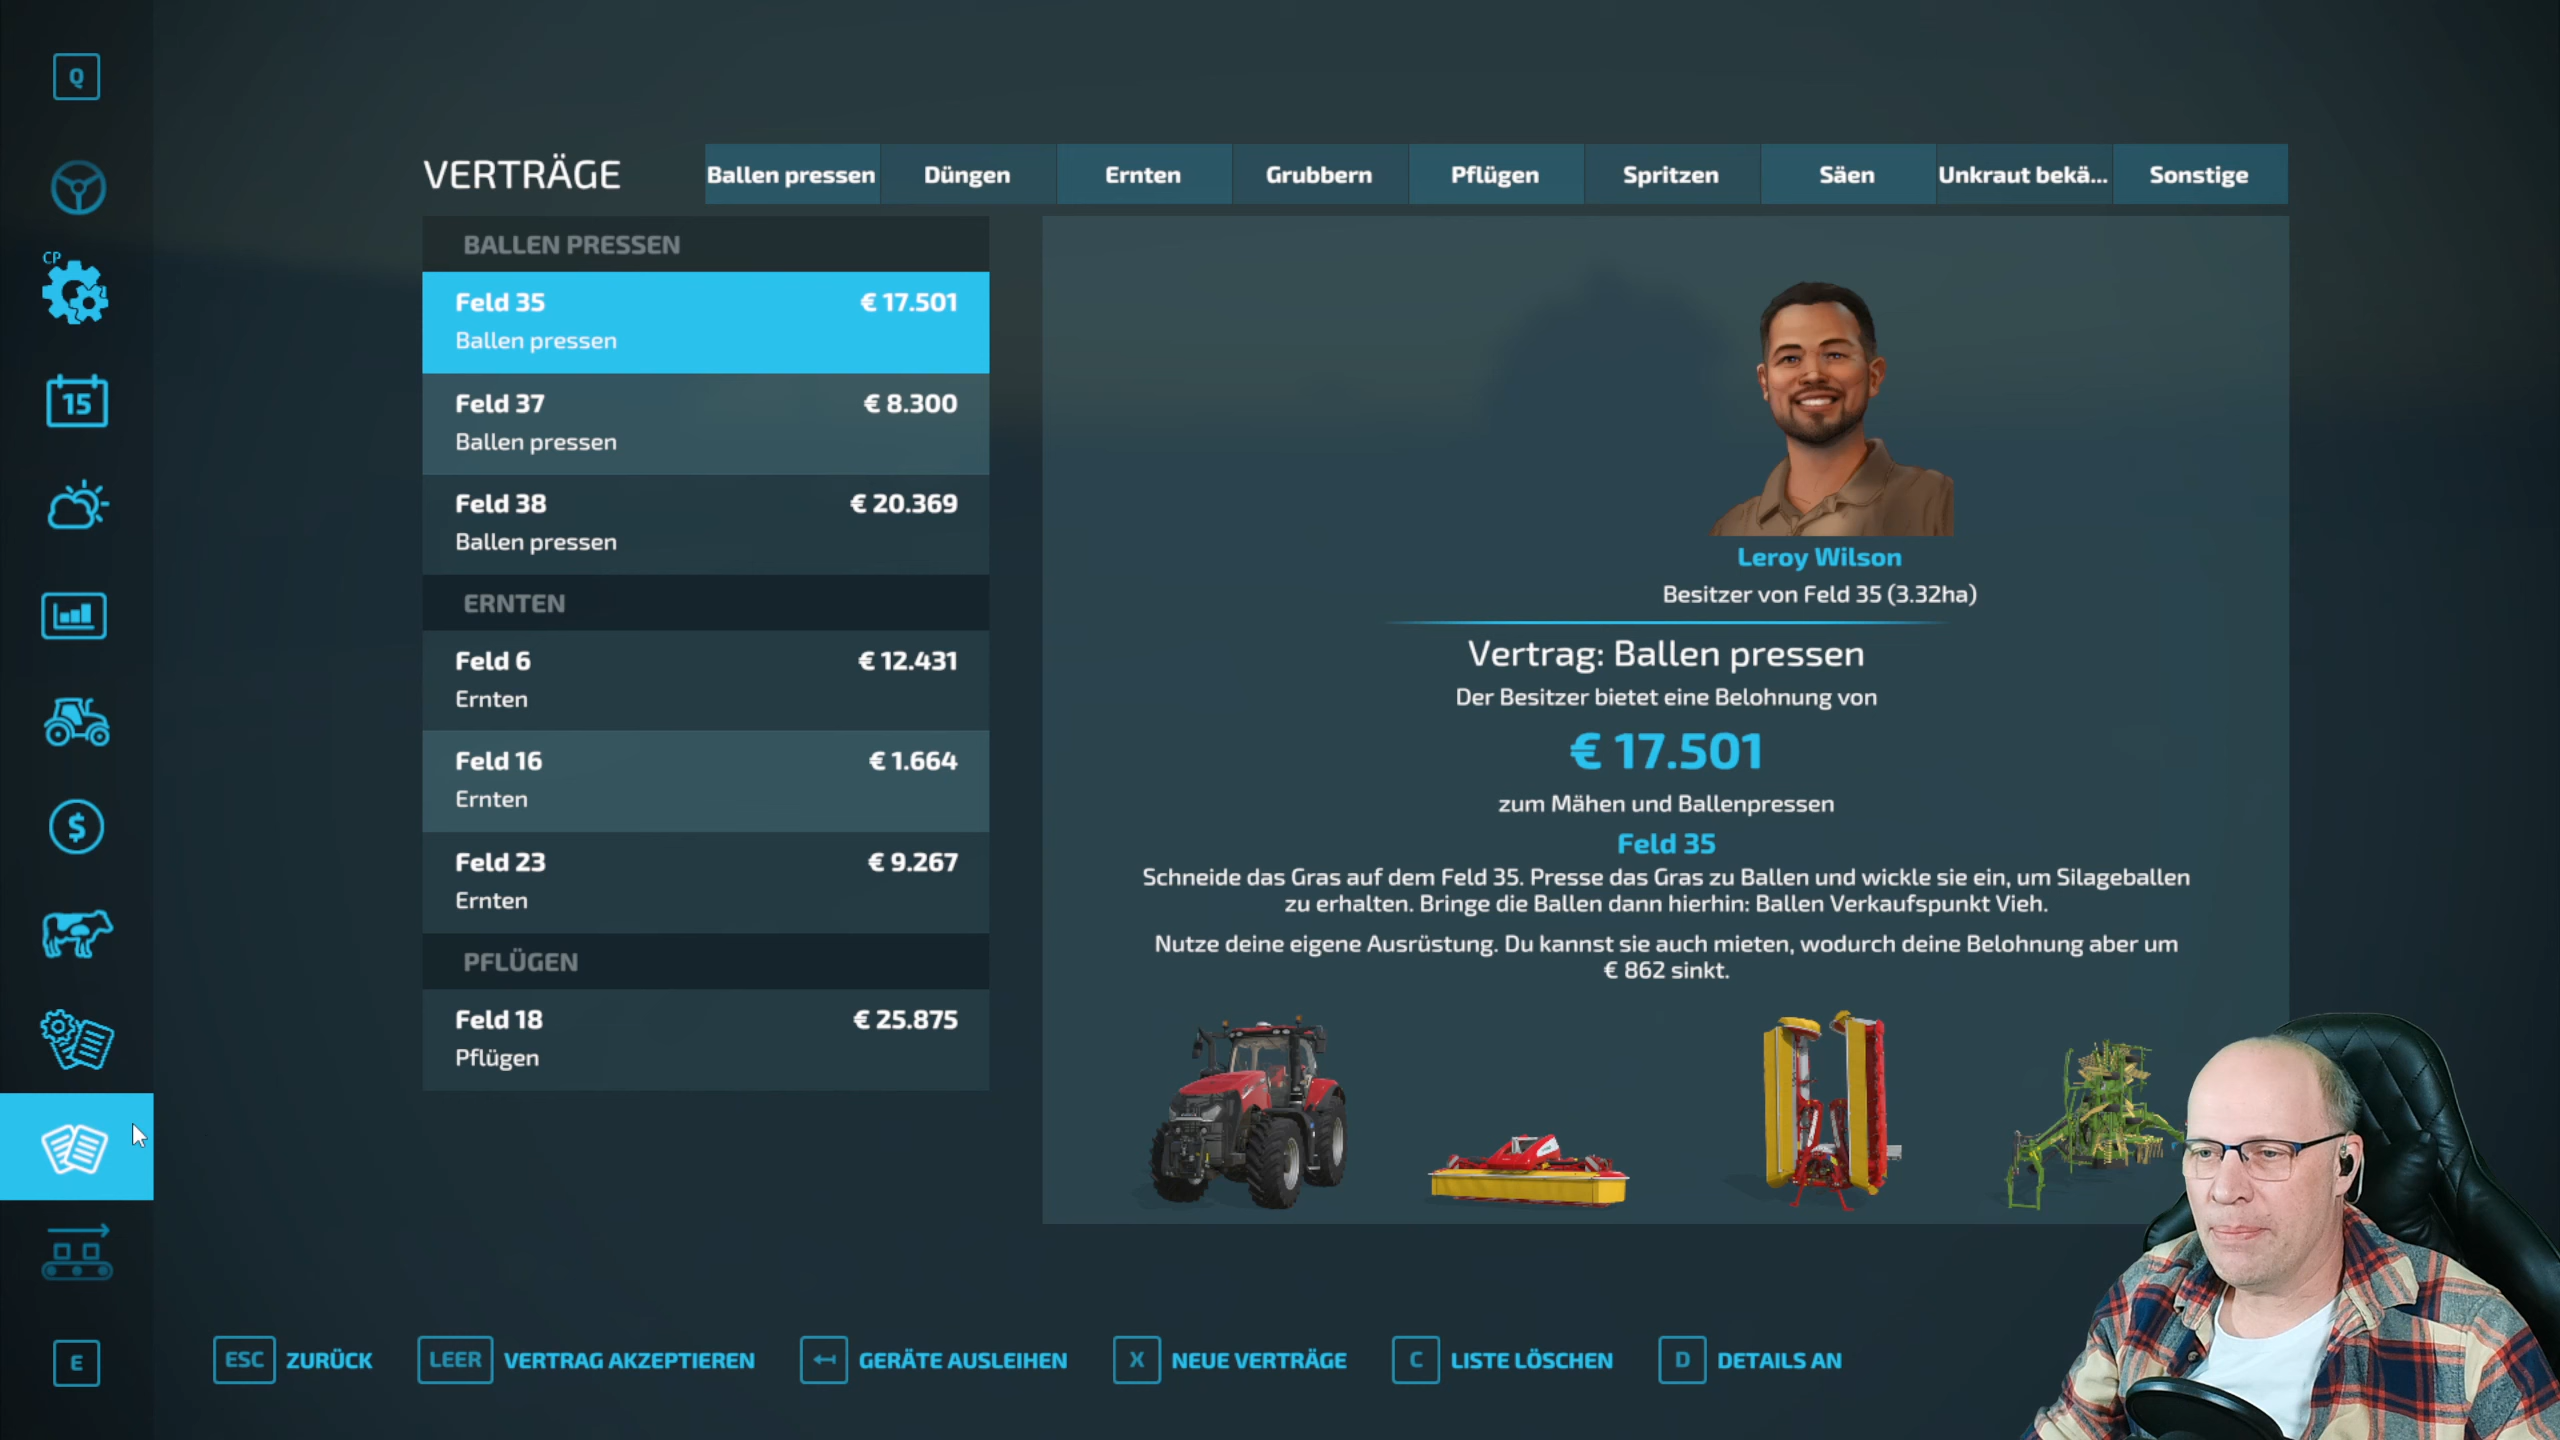 Q
CP
15
$
E
VERTRÄGE
Ballen pressen
Düngen
Ernten
Grubbern
Pflügen
Spritzen
Säen
Unkraut bekä...
Sonstige
BALLEN PRESSEN
Feld 35 € 17.501
Ballen pressen
Feld 37 € 8.300
Ballen pressen
Feld 38 € 20.369
Ballen pressen
ERNTEN
Feld 6 € 12.431
Ernten
Feld 16 € 1.664
Ernten
Feld 23 € 9.267
Ernten
PFLÜGEN
Feld 18 € 25.875
Pflügen
Leroy Wilson
Besitzer von Feld 35 (3.32ha)
Vertrag: Ballen pressen
Der Besitzer bietet eine Belohnung von
€ 17.501
zum Mähen und Ballenpressen
Feld 35
Schneide das Gras auf dem Feld 35. Presse das Gras zu Ballen und wickle sie ein, um Silageballen
zu erhalten. Bringe die Ballen dann hierhin: Ballen Verkaufspunkt Vieh.
Nutze deine eigene Ausrüstung. Du kannst sie auch mieten, wodurch deine Belohnung aber um
€ 862 sinkt.
ESC ZURÜCK LEER VERTRAG AKZEPTIEREN GERÄTE AUSLEIHEN X NEUE VERTRÄGE C LISTE LÖSCHEN D DETAILS AN